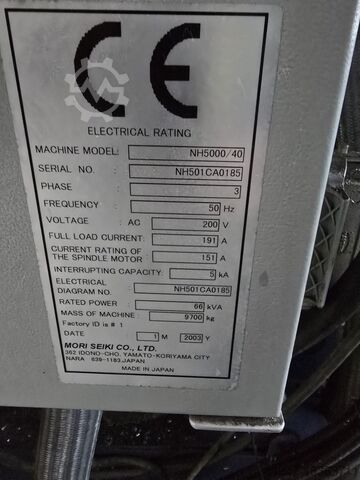 CE
ELECTRICAL RATING
MACHINE MODEL: NH5000/40
SERIAL NO. : NH501CA0185
PHASE : 3
FREQUENCY : 50 Hz
VOLTAGE : AC 200 V
FULL LOAD CURRENT: 191 A
CURRENT RATING OF
THE SPINDLE MOTOR : 151 A
INTERRUPTING CAPACITY: 5 kA
ELECTRICAL
DIAGRAM NO. : NH501CA0185
RATED POWER : 66 kVA
MASS OF MACHINE : 9700 kg
Factory ID is # 1
DATE : 1 M 2003 Y
MORI SEIKI CO., LTD.
362 IDONO-CHO, YAMATO-KORIYAMA CITY
NARA 639-1183,JAPAN
MADE IN JAPAN